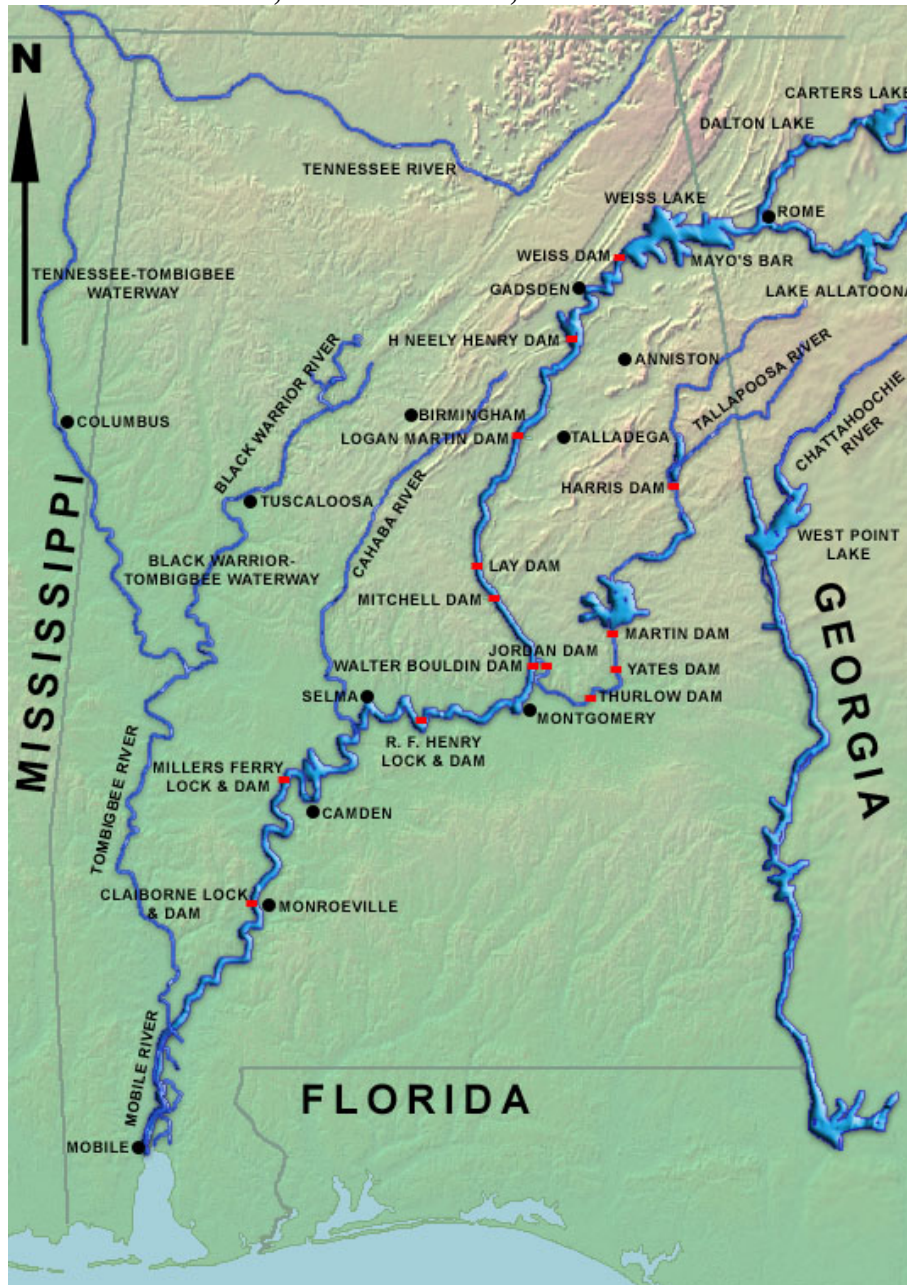 N
CARTERS LAKE
DALTON LAKE
TENNESSEE RIVER
WEISS LAKE
ROME
WEISS DAM
MAYO'S BAR
TENNESSEE-TOMBIGBEE
WATERWAY
GADSDEN
LAKE ALLATOONA
H NEELY HENRY DAM
ANNISTON
BLACK WARRIOR RIVER
TALLAPOOSA RIVER
COLUMBUS
BIRMINGHAM
LOGAN MARTIN DAM
TALLADEGA
CHATTAHOOCHIE
RIVER
HARRIS DAM
TUSCALOOSA
CAHABA RIVER
WEST POINT
LAKE
MISSISSIPPI
BLACK WARRIOR-
TOMBIGBEE WATERWAY
LAY DAM
MITCHELL DAM
GEORGIA
MARTIN DAM
JORDAN DAM
WALTER BOULDIN DAM
YATES DAM
SELMA
THURLOW DAM
MONTGOMERY
R. F. HENRY
LOCK & DAM
MILLERS FERRY
LOCK & DAM
TOMBIGBEE RIVER
CAMDEN
CLAIBORNE LOCK
& DAM
MONROEVILLE
MOBILE RIVER
FLORIDA
MOBILE